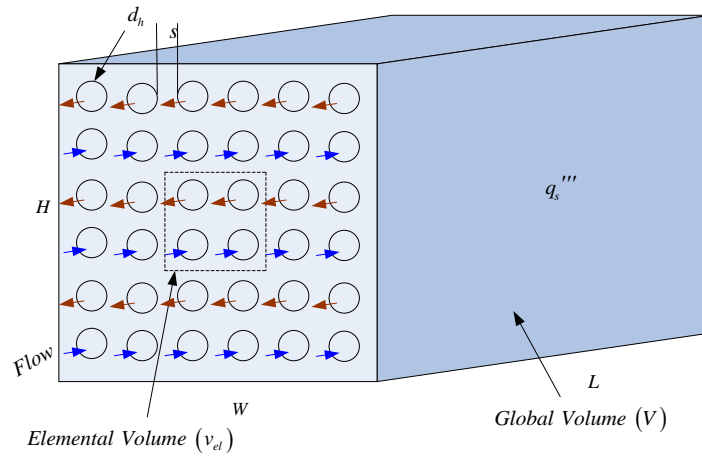 d_h
s
H
q_s'''
Flow
W
L
Elemental Volume (v_el)
Global Volume (V)